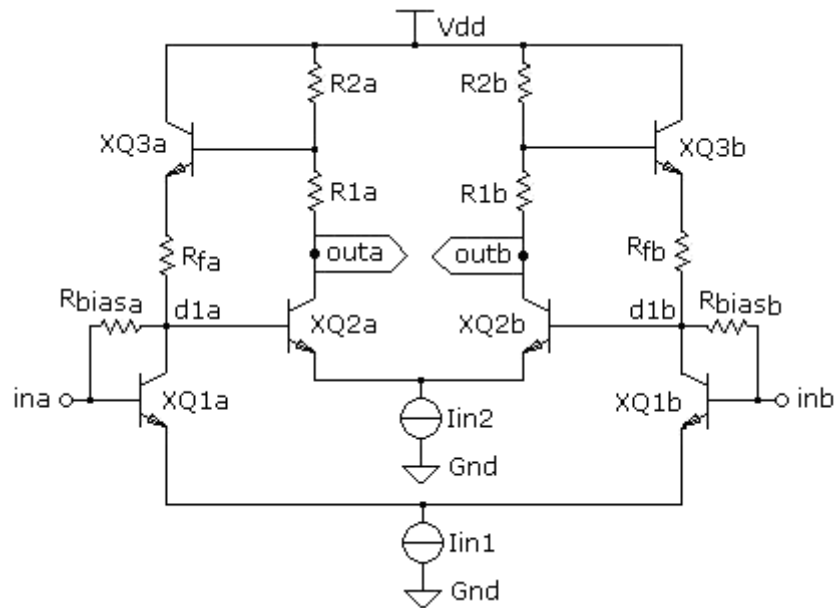 Vdd
R2a
R2b
XQ3a
XQ3b
R1a
R1b
Rfa
outa
outb
Rfb
Rbiasa
d1a
XQ2a
XQ2b
d1b
Rbiasb
ina
XQ1a
Iin2
XQ1b
inb
Gnd
Iin1
Gnd